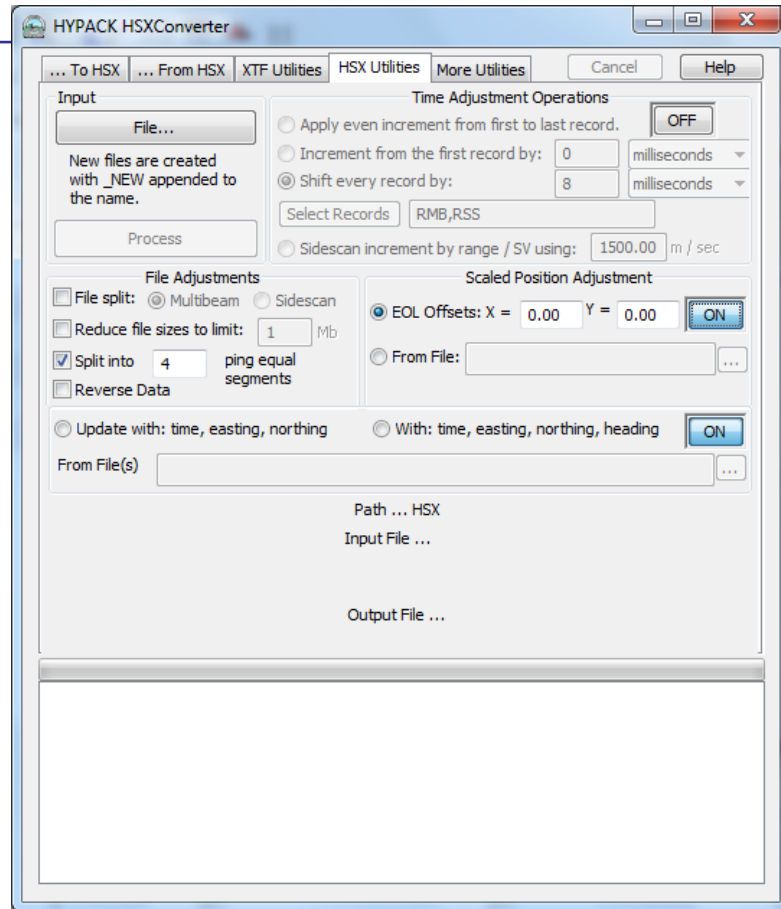 HYPACK HSXConverter
... To HSX ... From HSX XTF Utilities HSX Utilities More Utilities Cancel Help
Input
File...
New files are created
with _NEW appended to
the name.
Process
Time Adjustment Operations
Apply even increment from first to last record. OFF
Increment from the first record by: 0 milliseconds
Shift every record by: 8 milliseconds
Select Records RMB,RSS
Sidescan increment by range / SV using: 1500.00 m / sec
File Adjustments
File split: Multibeam Sidescan
Reduce file sizes to limit: 1 Mb
Split into 4 ping equal
segments
Reverse Data
Scaled Position Adjustment
EOL Offsets: X = 0.00 Y = 0.00 ON
From File: ...
Update with: time, easting, northing With: time, easting, northing, heading ON
From File(s) ...
Path ... HSX
Input File ...
Output File ...